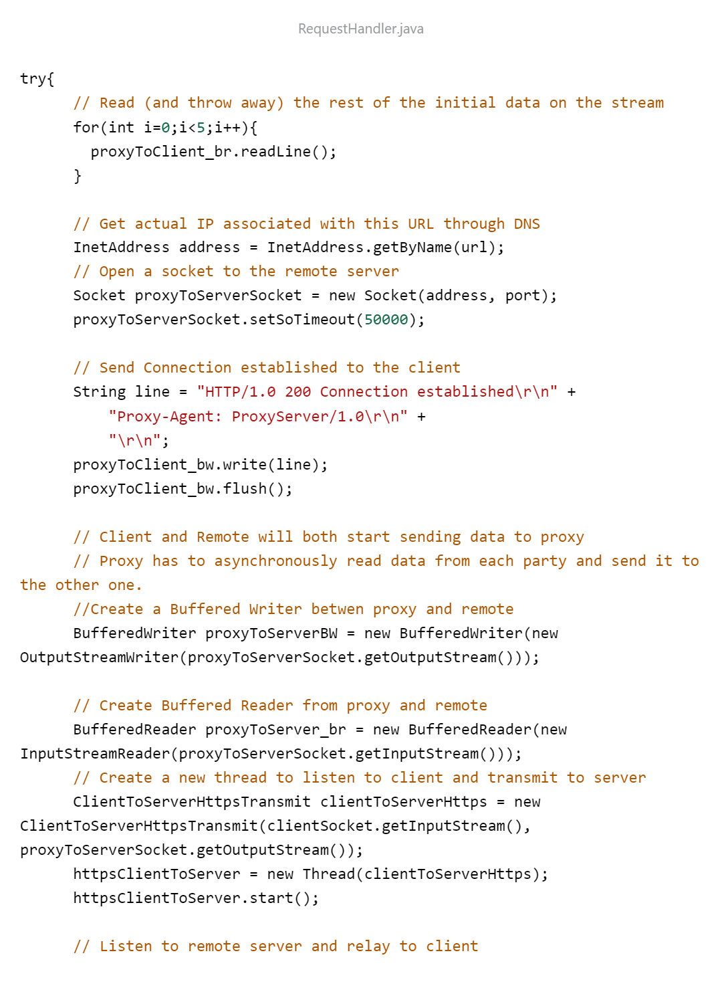 RequestHandler.java
try{
// Read (and throw away) the rest of the initial data on the stream
for(int i=0;i<5;i++){
proxyToClient_br.readLine();
}
// Get actual IP associated with this URL through DNS
InetAddress address = InetAddress.getByName(url);
// Open a socket to the remote server
Socket proxyToServerSocket = new Socket(address, port);
proxyToServerSocket.setSoTimeout(50000);
// Send Connection established to the client
String line = "HTTP/1.0 200 Connection established\r\n" +
"Proxy-Agent: ProxyServer/1.0\r\n" +
"\r\n";
proxyToClient_bw.write(line);
proxyToClient_bw.flush();
// Client and Remote will both start sending data to proxy
// Proxy has to asynchronously read data from each party and send it to
the other one.
//Create a Buffered Writer betwen proxy and remote
BufferedWriter proxyToServerBW = new BufferedWriter(new
OutputStreamWriter(proxyToServerSocket.getOutputStream()));
// Create Buffered Reader from proxy and remote
BufferedReader proxyToServer_br = new BufferedReader(new
InputStreamReader(proxyToServerSocket.getInputStream()));
// Create a new thread to listen to client and transmit to server
ClientToServerHttpsTransmit clientToServerHttps = new
ClientToServerHttpsTransmit(clientSocket.getInputStream(),
proxyToServerSocket.getOutputStream());
httpsClientToServer = new Thread(clientToServerHttps);
httpsClientToServer.start();
// Listen to remote server and relay to client